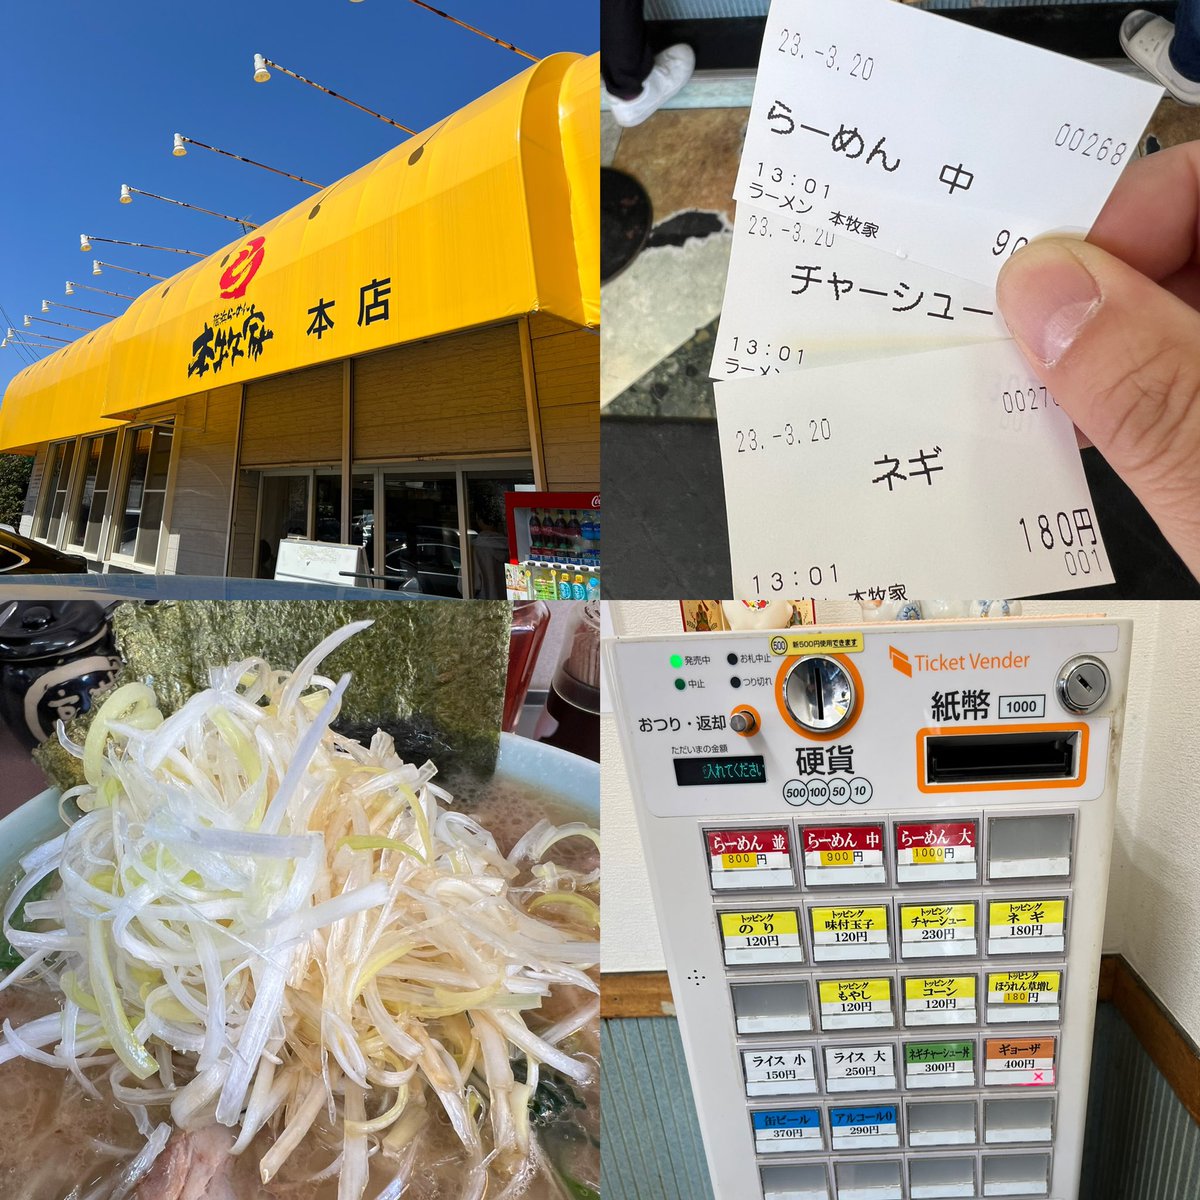 横浜らーめん
本牧家 本店
23.-3.20
00268
らーめん 中
13:01
ラーメン 本牧家
23.-3.20
チャーシュー
13:01
ラーメン
23.-3.20
ネギ
180円
001
13:01
本牧家
500
新500円使用できます
発売中
お札中止
中止
つり切れ
Ticket Vender
おつり・返却
紙幣 1000
ただいまの金額
入れてください
硬貨
500 100 50 10
らーめん 並
800円
らーめん 中
900円
らーめん 大
1000円
トッピング
のり
120円
トッピング
味付玉子
120円
トッピング
チャーシュー
230円
トッピング
ネギ
180円
トッピング
もやし
120円
トッピング
コーン
120円
トッピング
ほうれん草増し
180円
ライス 小
150円
ライス 大
250円
ネギチャーシュー丼
300円
ギョーザ
400円
×
缶ビール
370円
アルコール0
290円